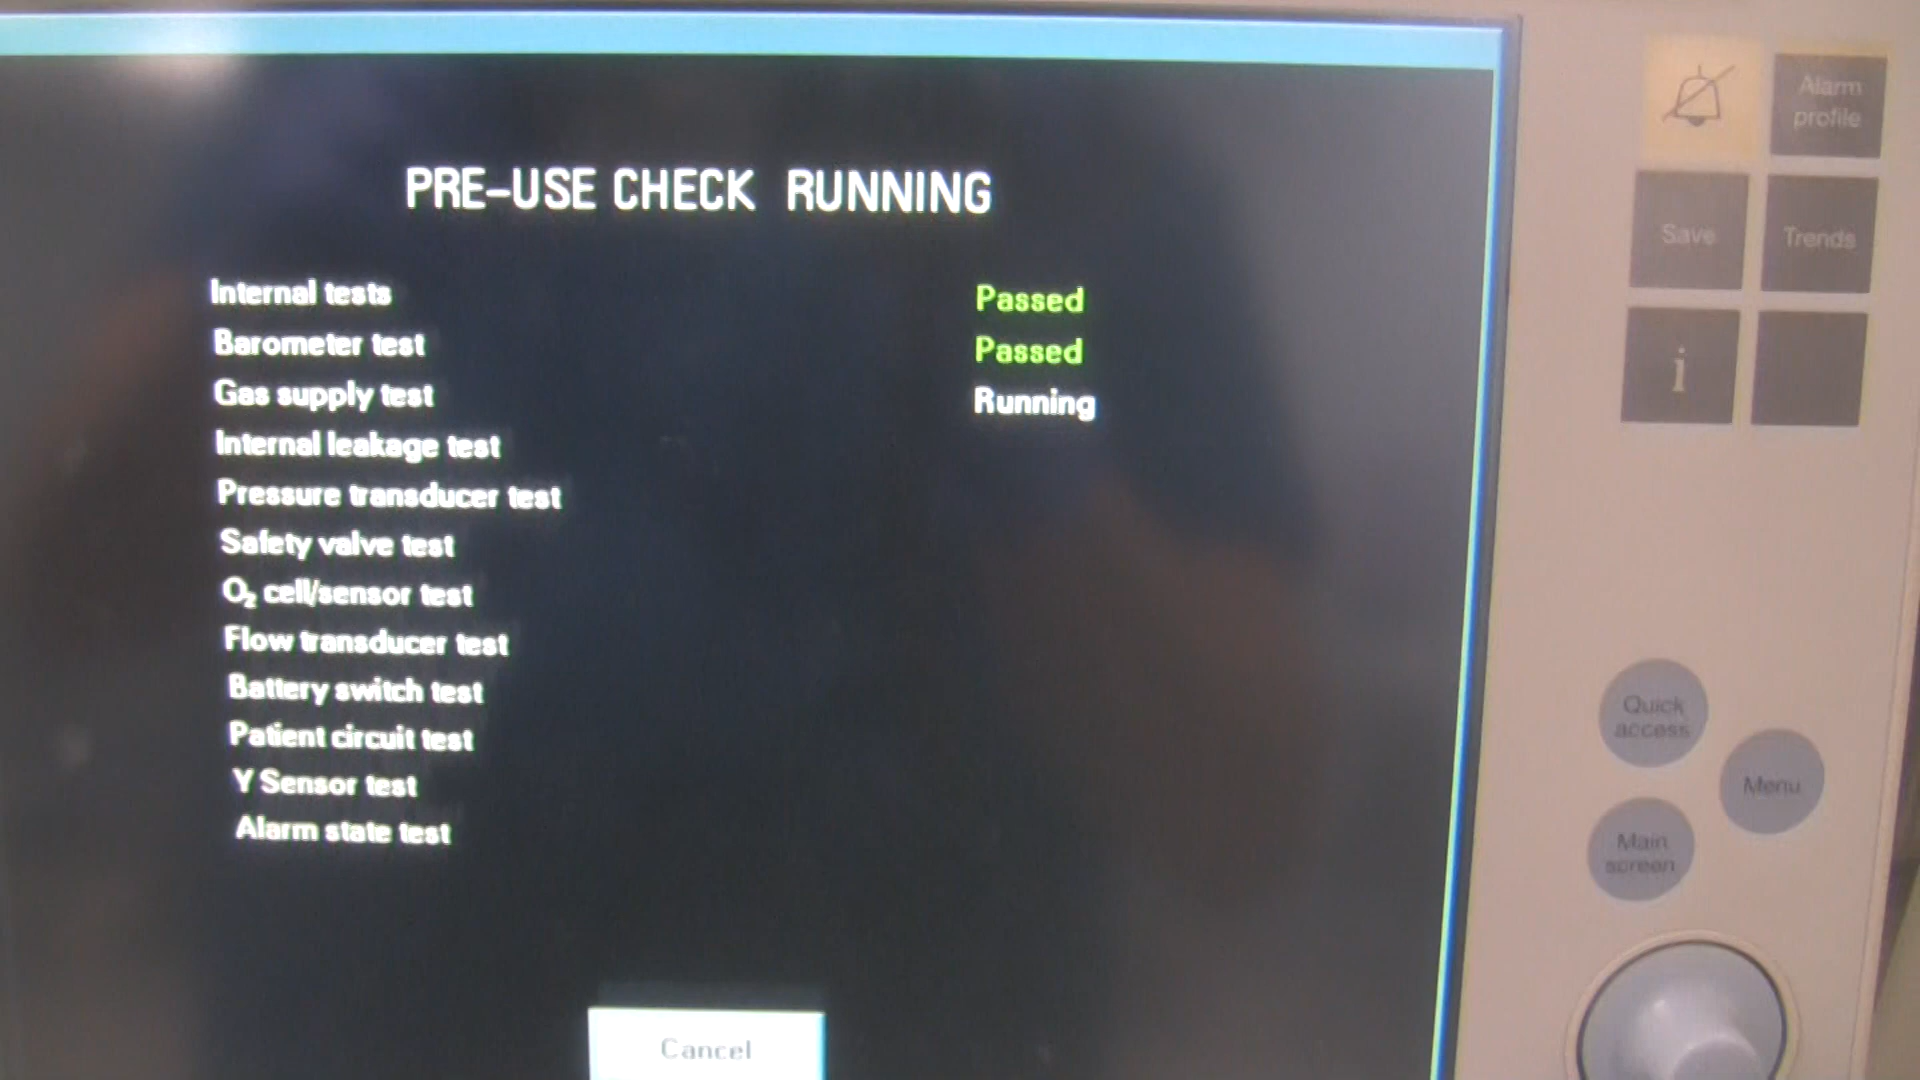 PRE-USE CHECK RUNNING
Internal tests Passed
Barometer test Passed
Gas supply test Running
Internal leakage test
Pressure transducer test
Safety valve test
O₂ cell/sensor test
Flow transducer test
Battery switch test
Patient circuit test
Y Sensor test
Alarm state test
Cancel
Alarm
profile
Save
Trends
i
Quick
access
Menu
Main
screen